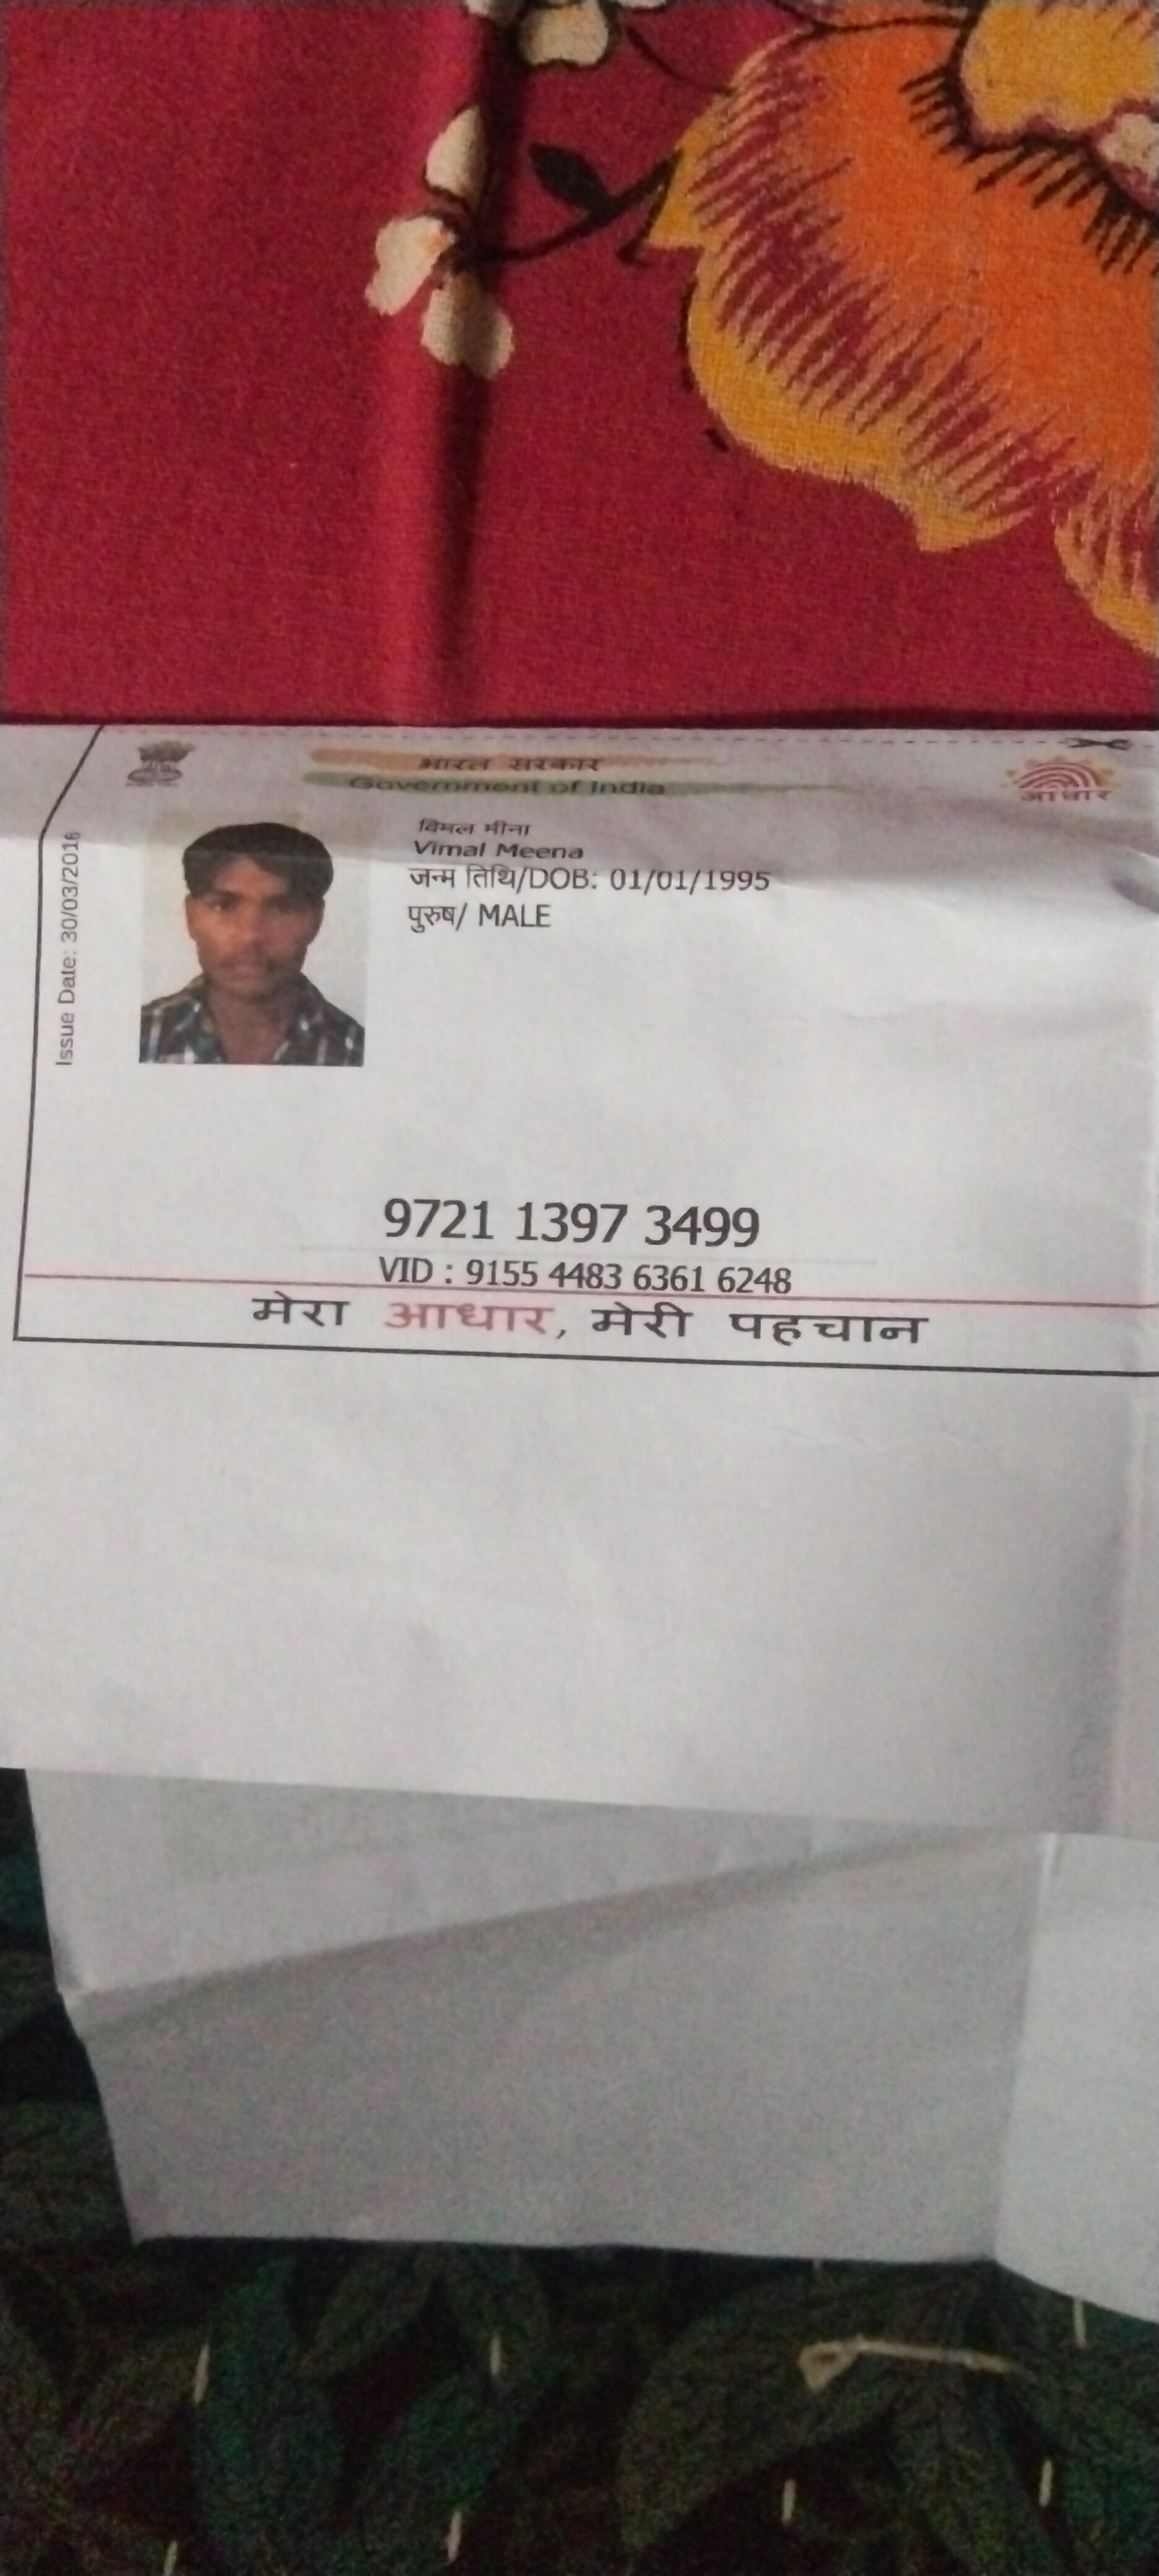 भारत सरकार
Government of India
आधार
Issue Date: 30/03/2016
विमल मीना
Vimal Meena
जन्म तिथि/DOB: 01/01/1995
पुरुष/ MALE
9721 1397 3499
VID : 9155 4483 6361 6248
मेरा आधार, मेरी पहचान